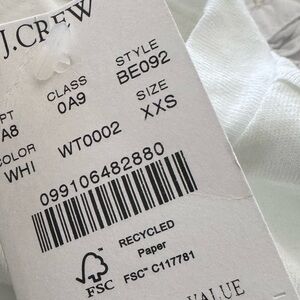 J.CREW
PT CLASS STYLE
A8 0A9 BE092
COLOR SIZE
WHI WT0002 XXS
099106482880
RECYCLED
Paper
FSC FSC™ C117781
VALUE